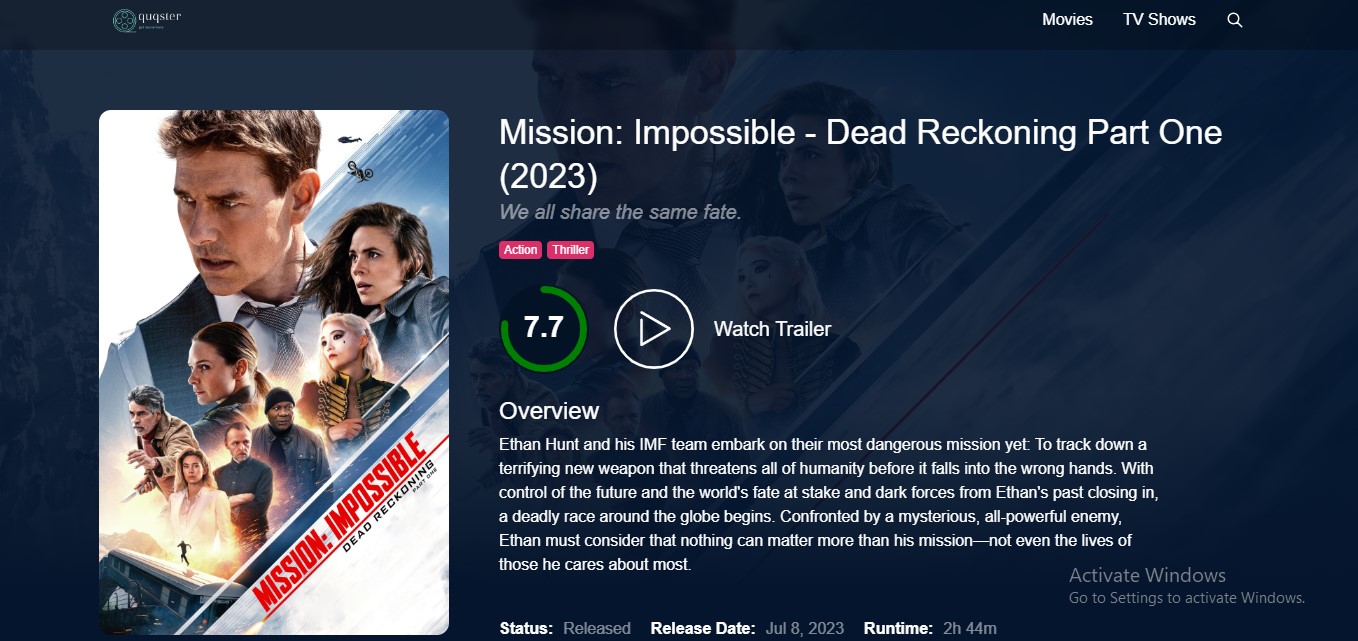 quqster
Movies TV Shows
Mission: Impossible - Dead Reckoning Part One
(2023)
We all share the same fate.
Action Thriller
7.7 Watch Trailer
Overview
Ethan Hunt and his IMF team embark on their most dangerous mission yet: To track down a
terrifying new weapon that threatens all of humanity before it falls into the wrong hands. With
control of the future and the world's fate at stake and dark forces from Ethan's past closing in,
a deadly race around the globe begins. Confronted by a mysterious, all-powerful enemy,
Ethan must consider that nothing can matter more than his mission—not even the lives of
those he cares about most.
Status: Released Release Date: Jul 8, 2023 Runtime: 2h 44m
MISSION: IMPOSSIBLE
DEAD RECKONING
PART ONE
Activate Windows
Go to Settings to activate Windows.